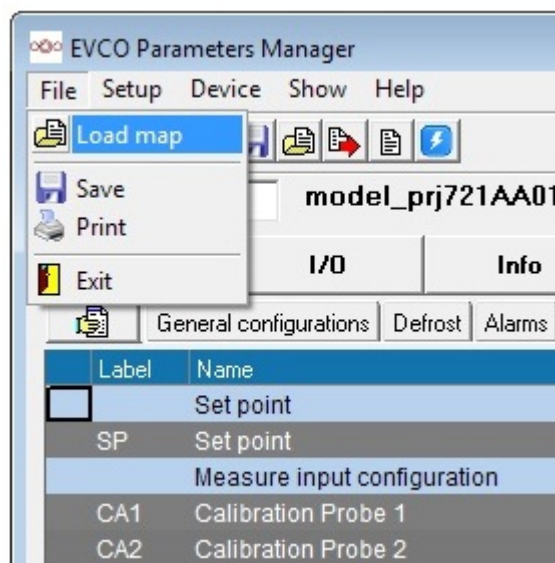 EVCO Parameters Manager
File Setup Device Show Help
Load map
Save
model_prj721AA01
Print
I/O Info
Exit
General configurations Defrost Alarms
Label Name
Set point
SP Set point
Measure input configuration
CA1 Calibration Probe 1
CA2 Calibration Probe 2